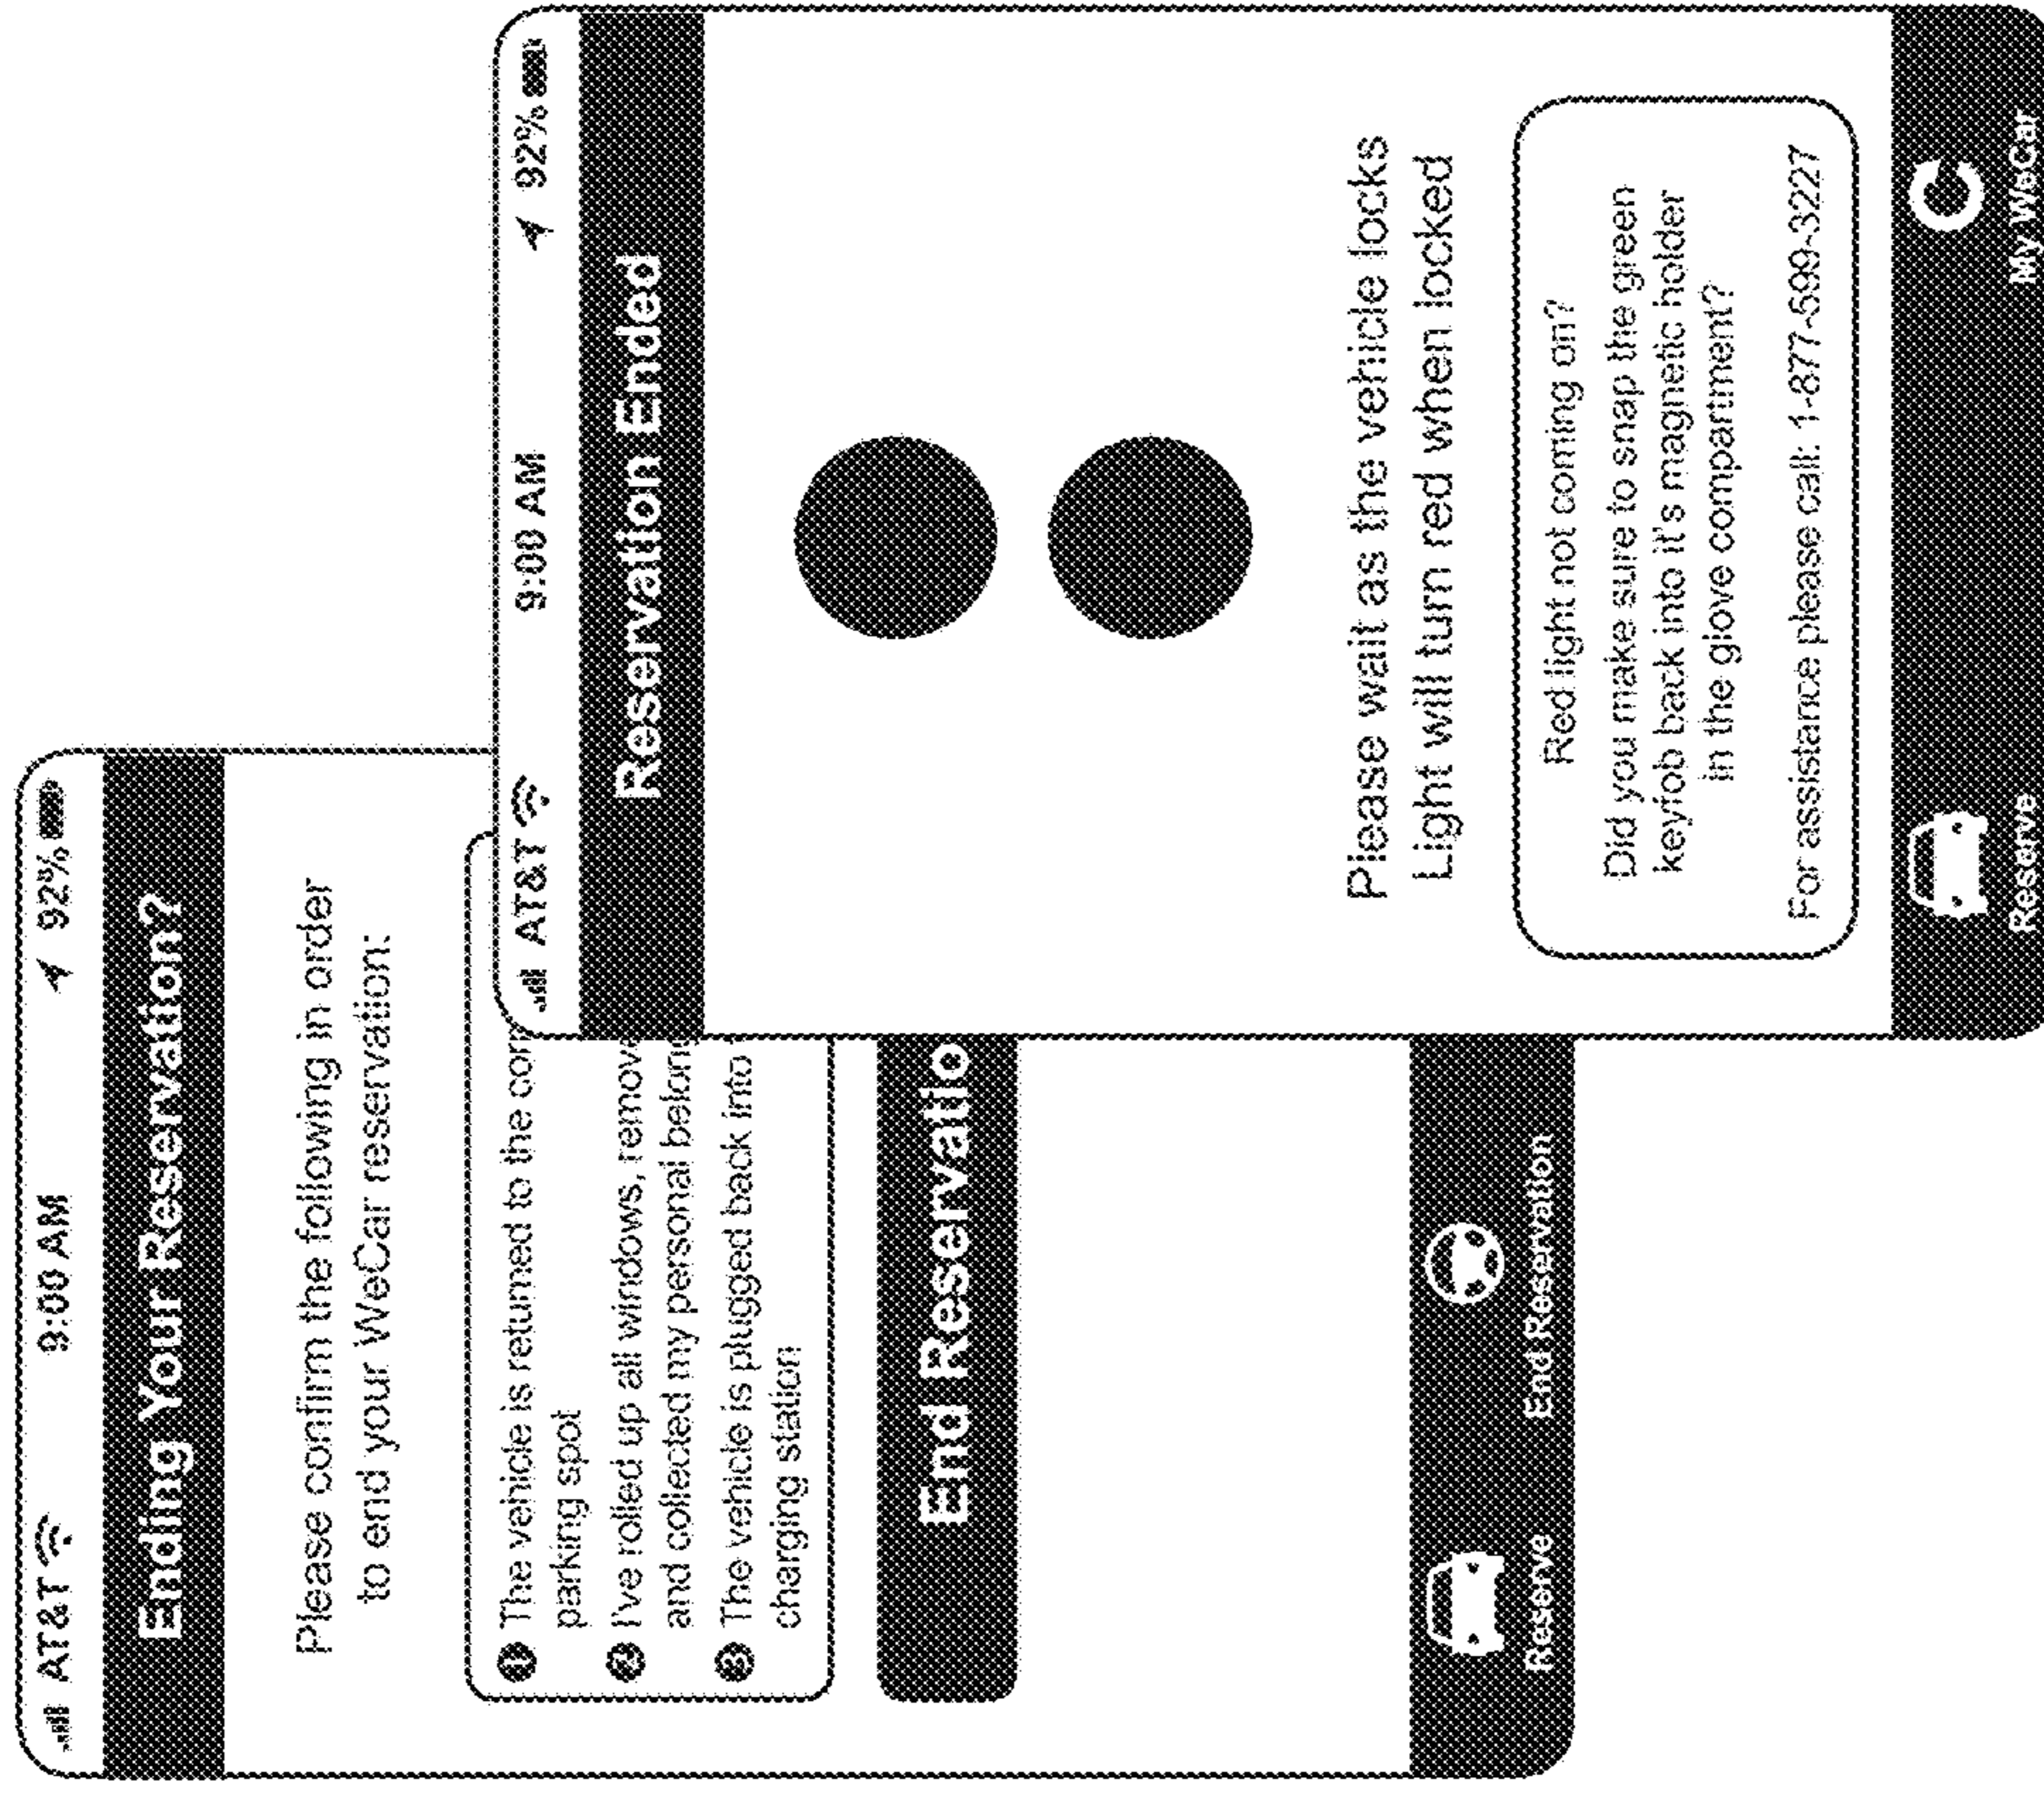 AT&T 9:00 AM 92%
Ending Your Reservation?
Please confirm the following in order
to end your WeCar reservation:
1 The vehicle is returned to the
parking spot
2 I've rolled up all windows,
and collected my personal
3 The vehicle is plugged back into
charging station
End
Reserve
End Reservation
AT&T 9:00 AM 92%
Reservation Ended
Please wait as the vehicle locks
Light will turn red when locked
Red light not coming on?
Did you make sure to snap the green
keyfob back into it's magnetic holder
in the glove compartment?
For assistance please call: 1-877-599-3227
Reserve
My WeCar